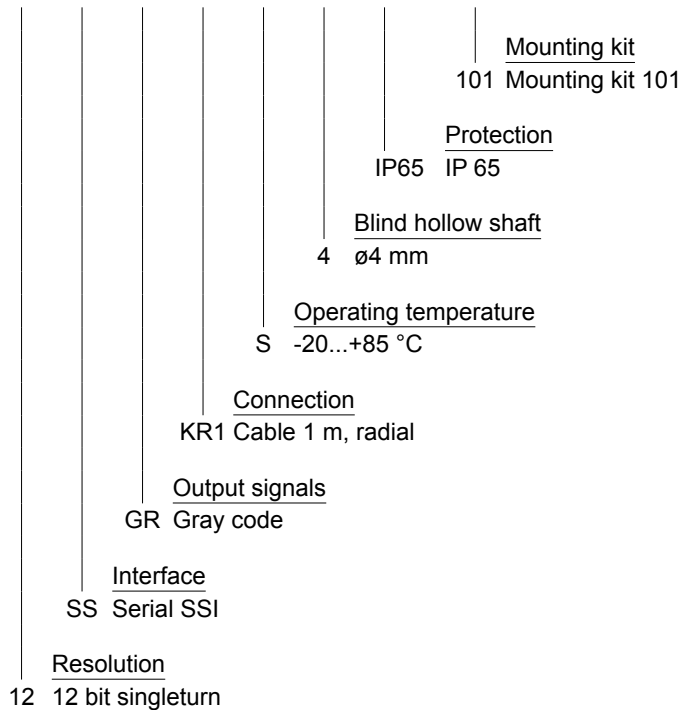 Mounting kit
101 Mounting kit 101
Protection
IP65 IP 65
Blind hollow shaft
4 ø4 mm
Operating temperature
S -20...+85 °C
Connection
KR1 Cable 1 m, radial
Output signals
GR Gray code
Interface
SS Serial SSI
Resolution
12 12 bit singleturn